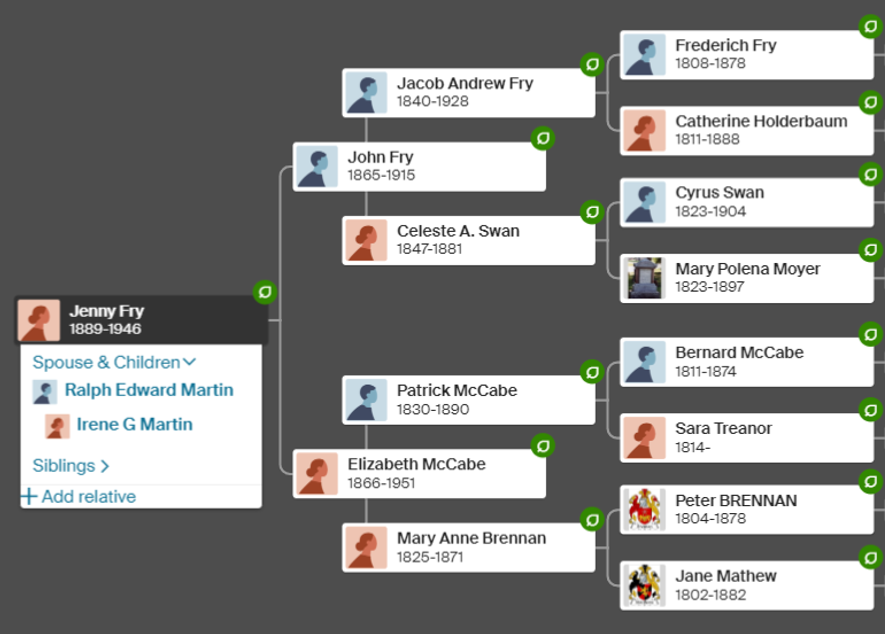 Frederich Fry
1808-1878
Jacob Andrew Fry
1840-1928
Catherine Holderbaum
1811-1888
John Fry
1865-1915
Cyrus Swan
1823-1904
Celeste A. Swan
1847-1881
Mary Polena Moyer
1823-1897
Jenny Fry
1889-1946
Spouse & Children
Ralph Edward Martin
Irene G Martin
Siblings
Add relative
Bernard McCabe
1811-1874
Patrick McCabe
1830-1890
Sara Treanor
1814-
Elizabeth McCabe
1866-1951
Peter BRENNAN
1804-1878
Mary Anne Brennan
1825-1871
Jane Mathew
1802-1882